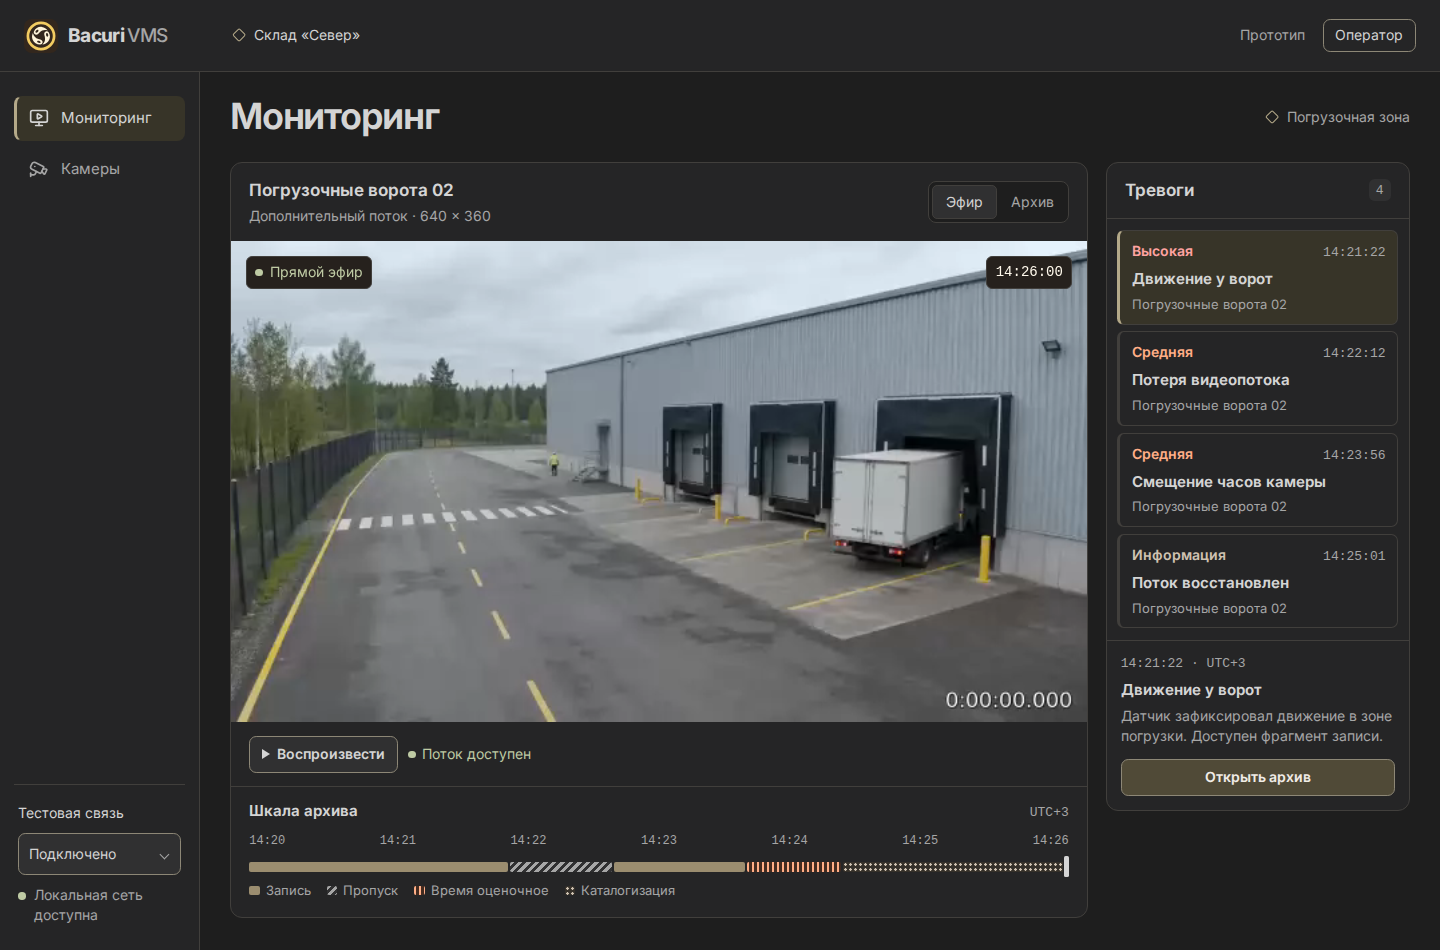 Bacuri VMS
Склад «Север»
Прототип
Оператор
Мониторинг
Камеры
Мониторинг
Погрузочная зона
Погрузочные ворота 02
Дополнительный поток · 640 × 360
Эфир
Архив
Прямой эфир
14:26:00
0:00:00.000
Воспроизвести
Поток доступен
Шкала архива
UTC+3
14:20 14:21 14:22 14:23 14:24 14:25 14:26
Запись Пропуск Время оценочное Каталогизация
Тревоги
4
Высокая 14:21:22
Движение у ворот
Погрузочные ворота 02
Средняя 14:22:12
Потеря видеопотока
Погрузочные ворота 02
Средняя 14:23:56
Смещение часов камеры
Погрузочные ворота 02
Информация 14:25:01
Поток восстановлен
Погрузочные ворота 02
14:21:22 · UTC+3
Движение у ворот
Датчик зафиксировал движение в зоне
погрузки. Доступен фрагмент записи.
Открыть архив
Тестовая связь
Подключено
Локальная сеть
доступна